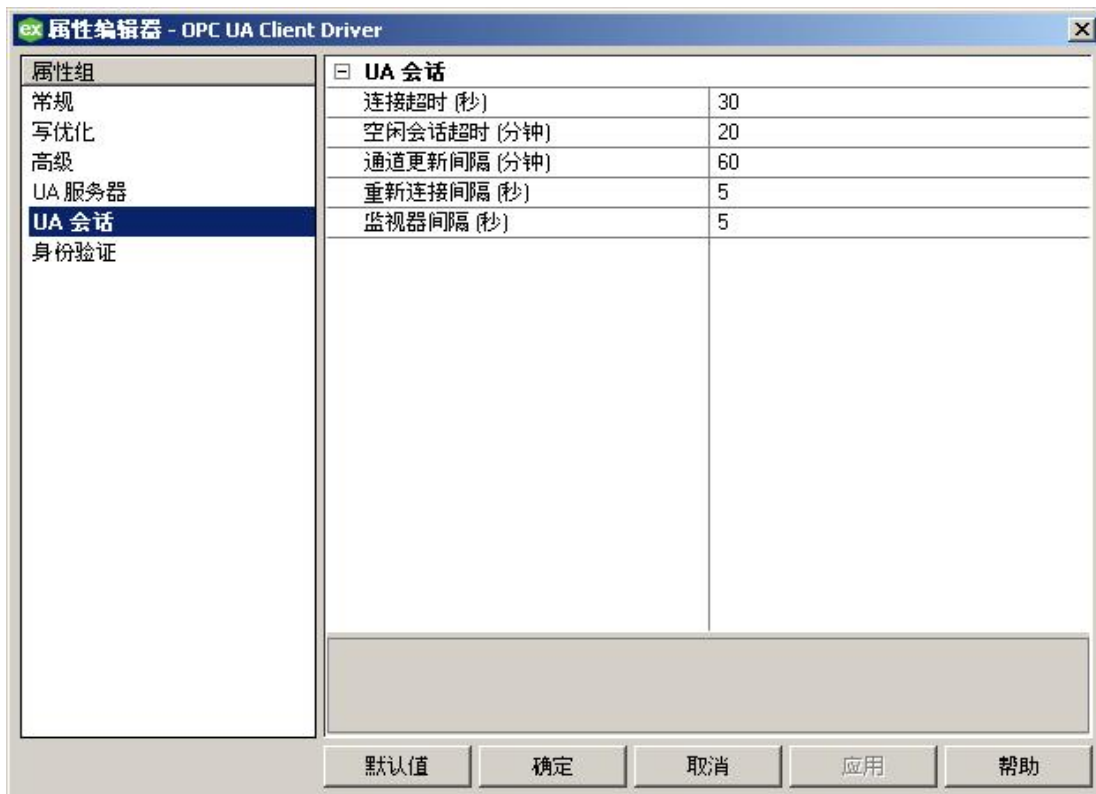 ex 属性编辑器 - OPC UA Client Driver
属性组
常规
写优化
高级
UA 服务器
UA 会话
身份验证
UA 会话
连接超时 (秒) 30
空闲会话超时 (分钟) 20
通道更新间隔 (分钟) 60
重新连接间隔 (秒) 5
监视器间隔 (秒) 5
默认值 确定 取消 应用 帮助